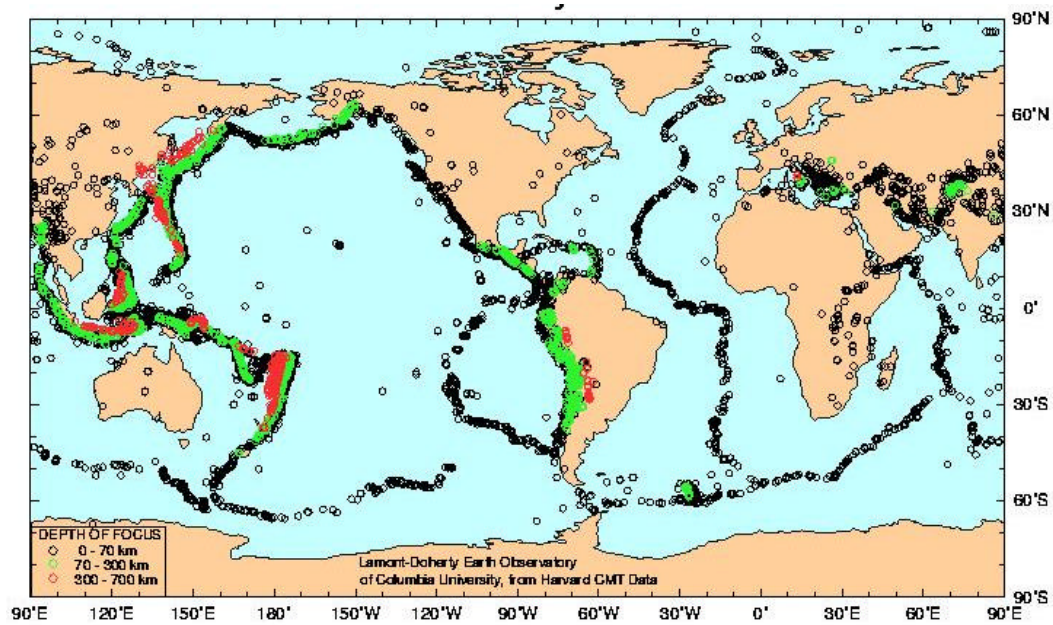 90°N
60°N
30°N
0°
30°S
60°S
90°S
DEPTH OF FOCUS
0 - 70 km
70 - 300 km
300 - 700 km
Lamont-Doherty Earth Observatory
of Columbia University, from Harvard CMT Data
90°E 120°E 150°E 180° 150°W 120°W 90°W 60°W 30°W 0° 30°E 60°E 90°E